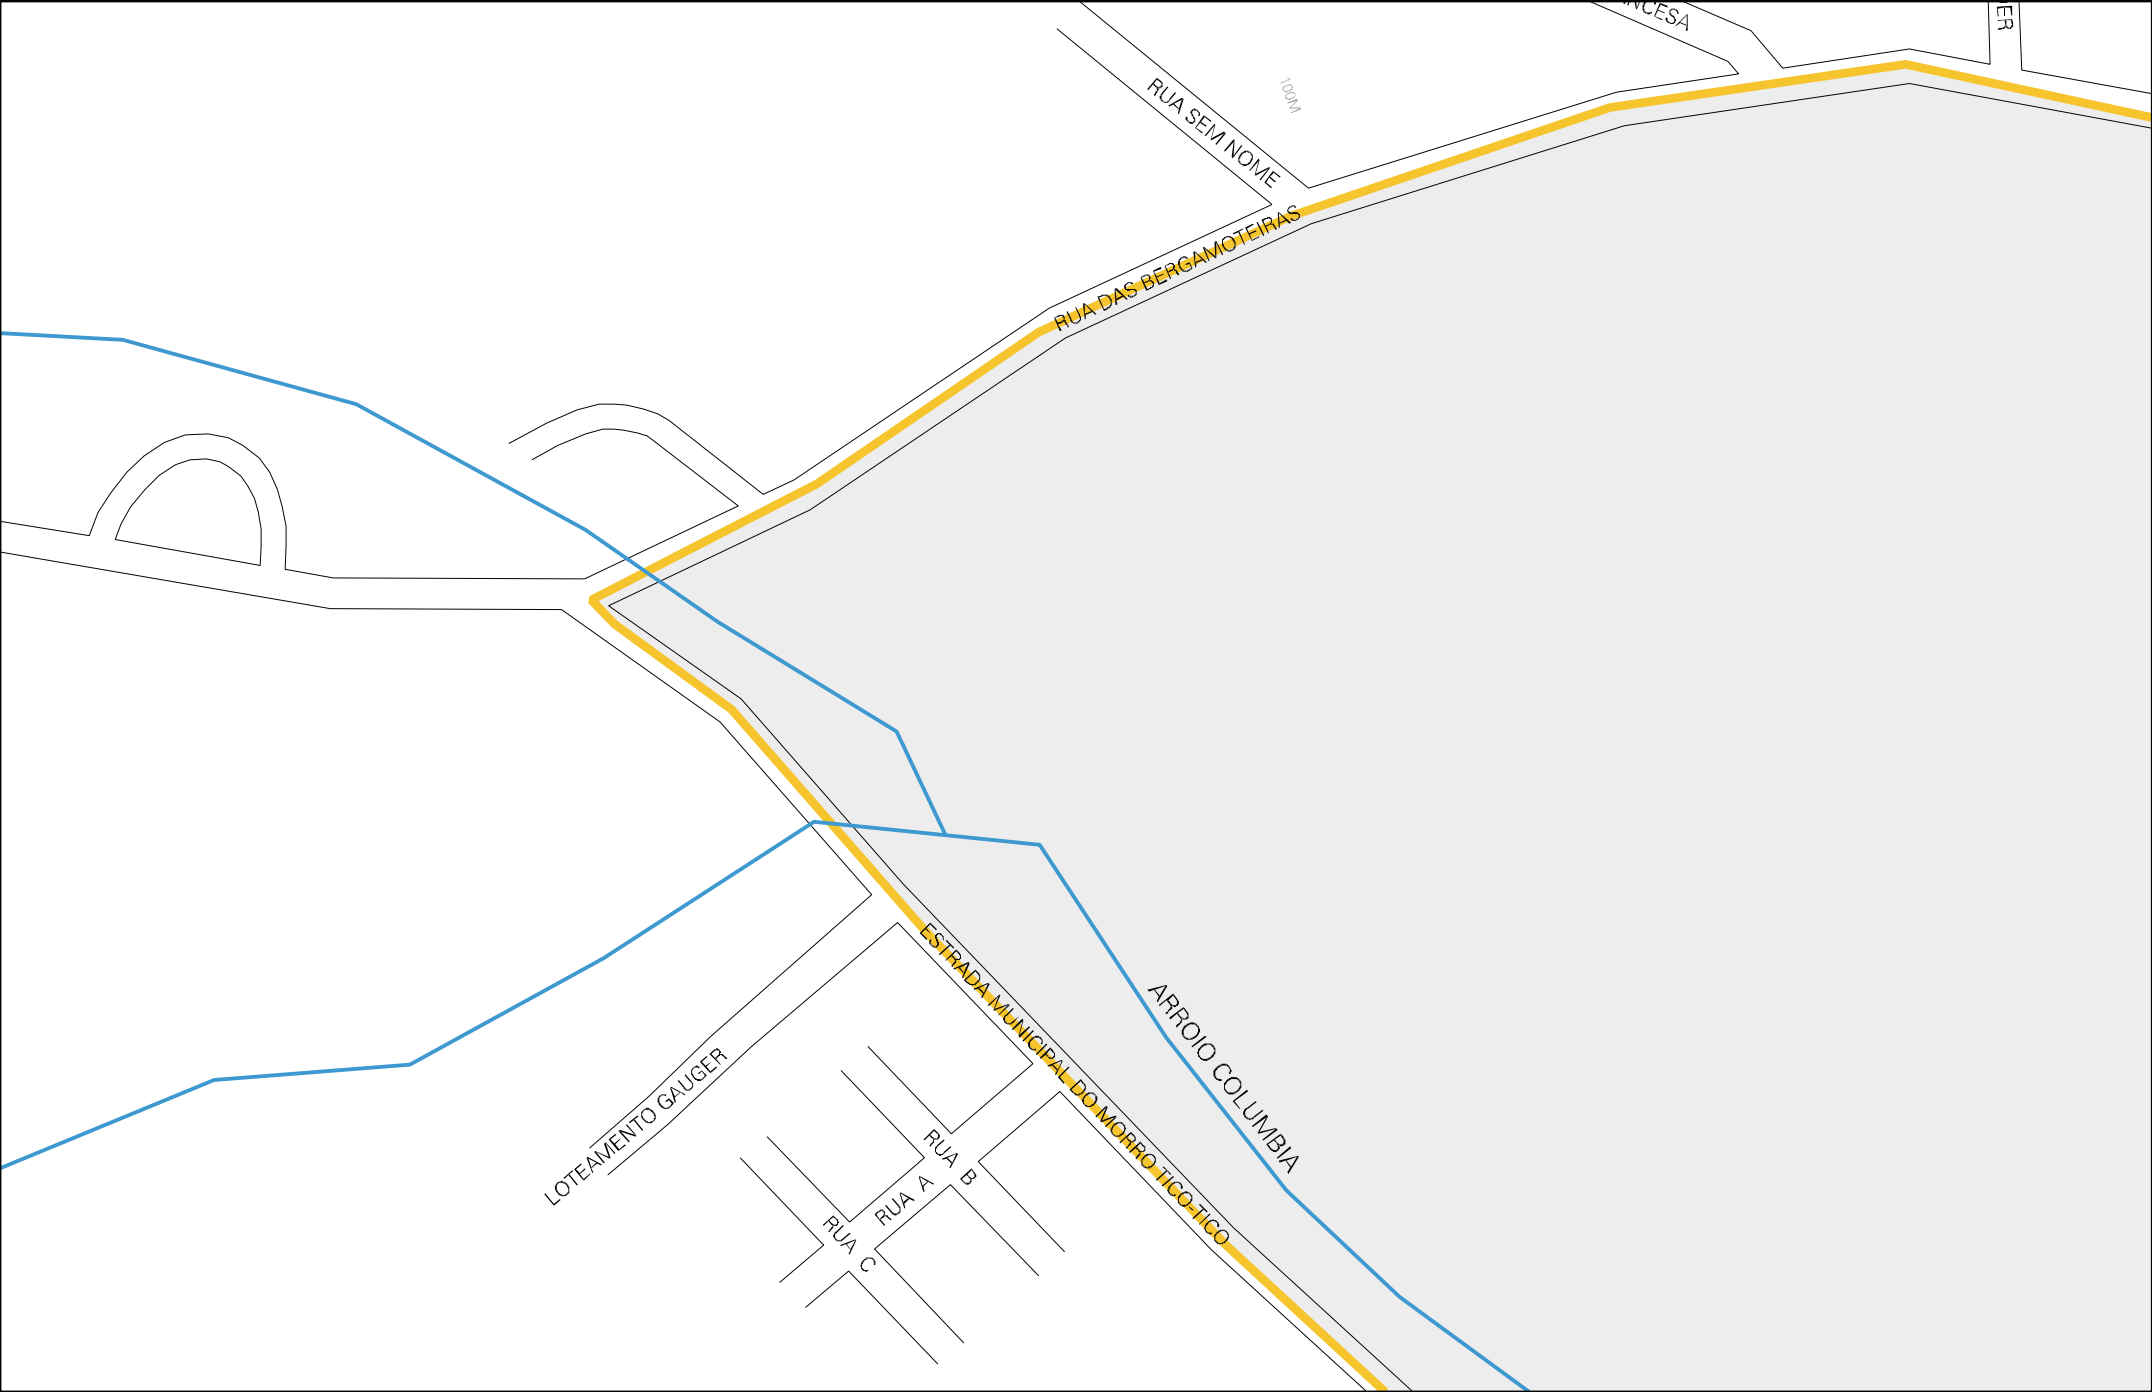 RUA SEM NOME
100M
RUA DAS BERGAMOTEIRAS
ESTRADA MUNICIPAL DO MORRO TICO-TICO
ARROIO COLUMBIA
LOTEAMENTO GAUGER
RUA B
RUA A
RUA C